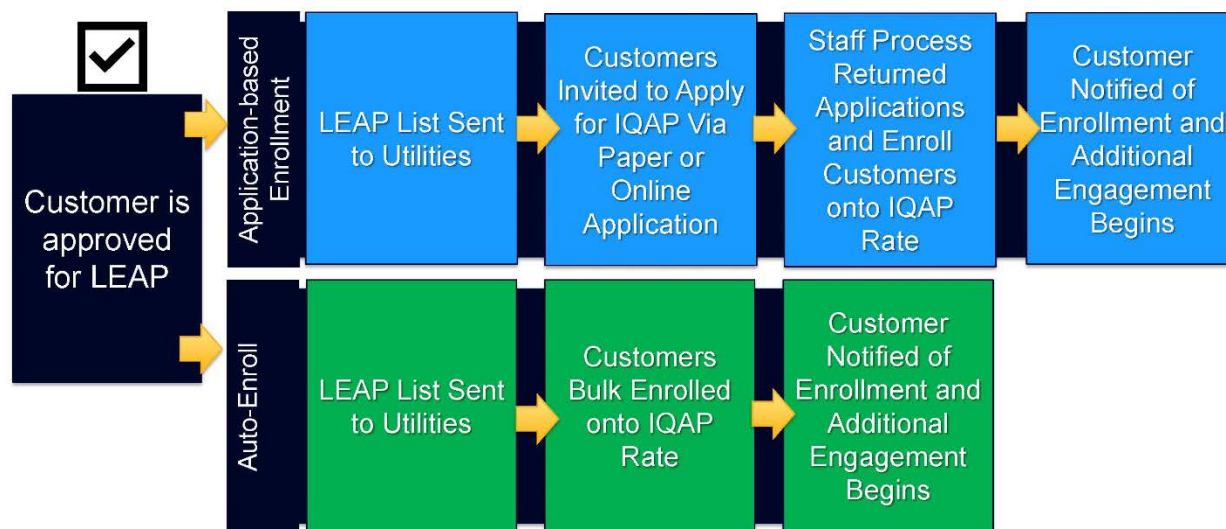 Customer is
approved
for LEAP
Application-based
Enrollment
LEAP List Sent
to Utilities
Customers
Invited to Apply
for IQAP Via
Paper or
Online
Application
Staff Process
Returned
Applications
and Enroll
Customers
onto IQAP
Rate
Customer
Notified of
Enrollment and
Additional
Engagement
Begins
Auto-Enroll
LEAP List Sent
to Utilities
Customers
Bulk Enrolled
onto IQAP
Rate
Customer
Notified of
Enrollment and
Additional
Engagement
Begins